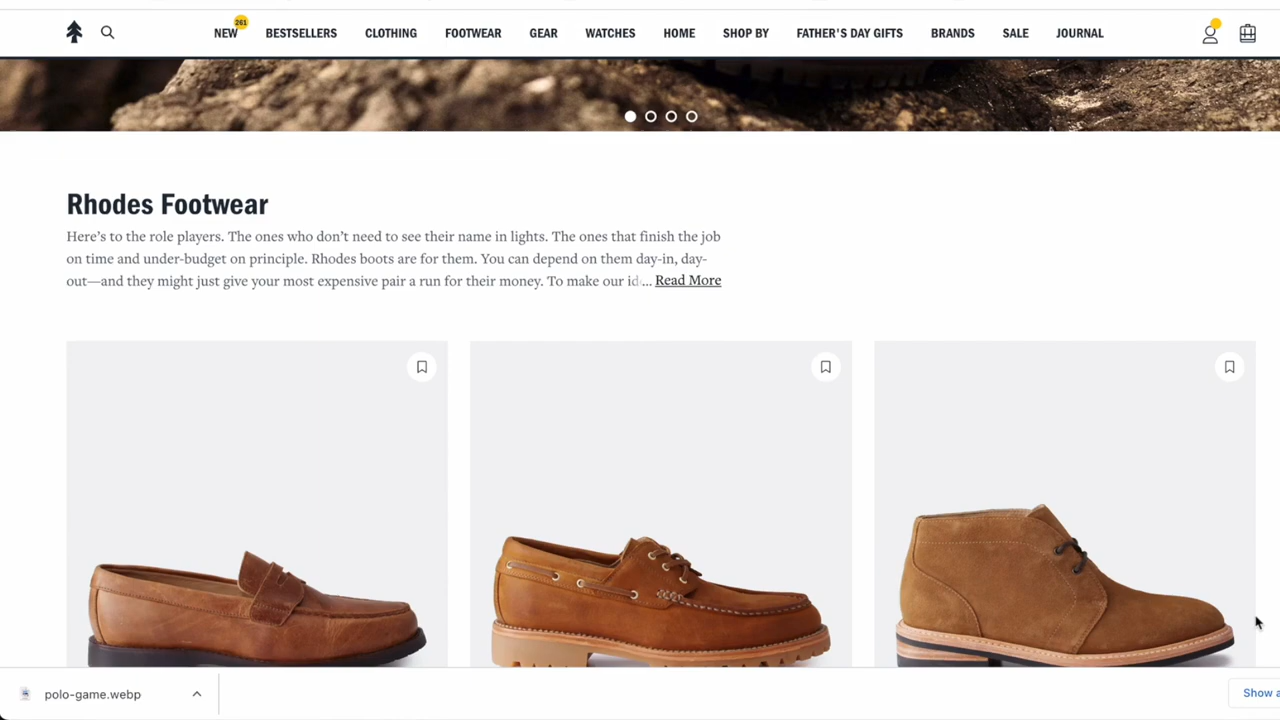 261
NEW BESTSELLERS CLOTHING FOOTWEAR GEAR WATCHES HOME SHOP BY FATHER'S DAY GIFTS BRANDS SALE JOURNAL
Rhodes Footwear
Here's to the role players. The ones who don't need to see their name in lights. The ones that finish the job
on time and under-budget on principle. Rhodes boots are for them. You can depend on them day-in, day-
out—and they might just give your most expensive pair a run for their money. To make our id... Read More
polo-game.webp
Show a